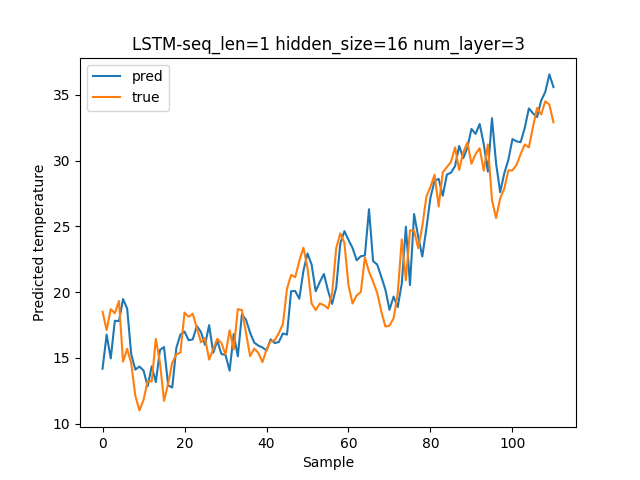 LSTM-seq_len=1 hidden_size=16 num_layer=3
pred
true
35
30
25
20
15
10
Predicted temperature
0
20
40
60
80
100
Sample